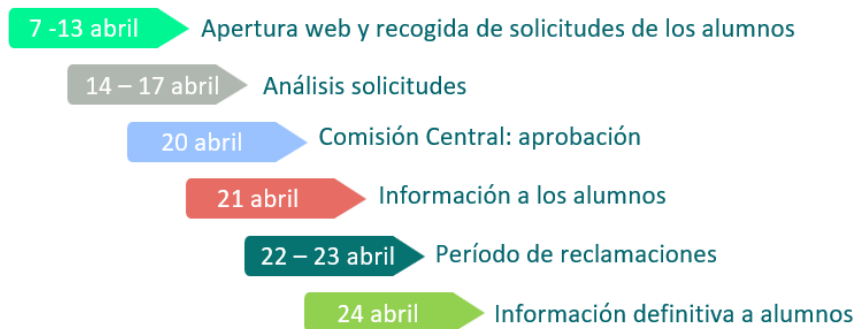 7 -13 abril Apertura web y recogida de solicitudes de los alumnos
14 – 17 abril Análisis solicitudes
20 abril Comisión Central: aprobación
21 abril Información a los alumnos
22 – 23 abril Período de reclamaciones
24 abril Información definitiva a alumnos